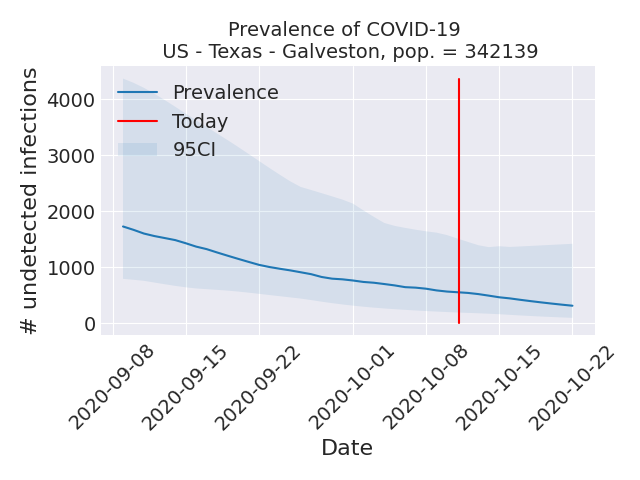 Prevalence of COVID-19
US - Texas - Galveston, pop. = 342139
# undetected infections
4000
3000
2000
1000
0
Prevalence
Today
95CI
2020-09-08
2020-09-15
2020-09-22
2020-10-01
2020-10-08
2020-10-15
2020-10-22
Date